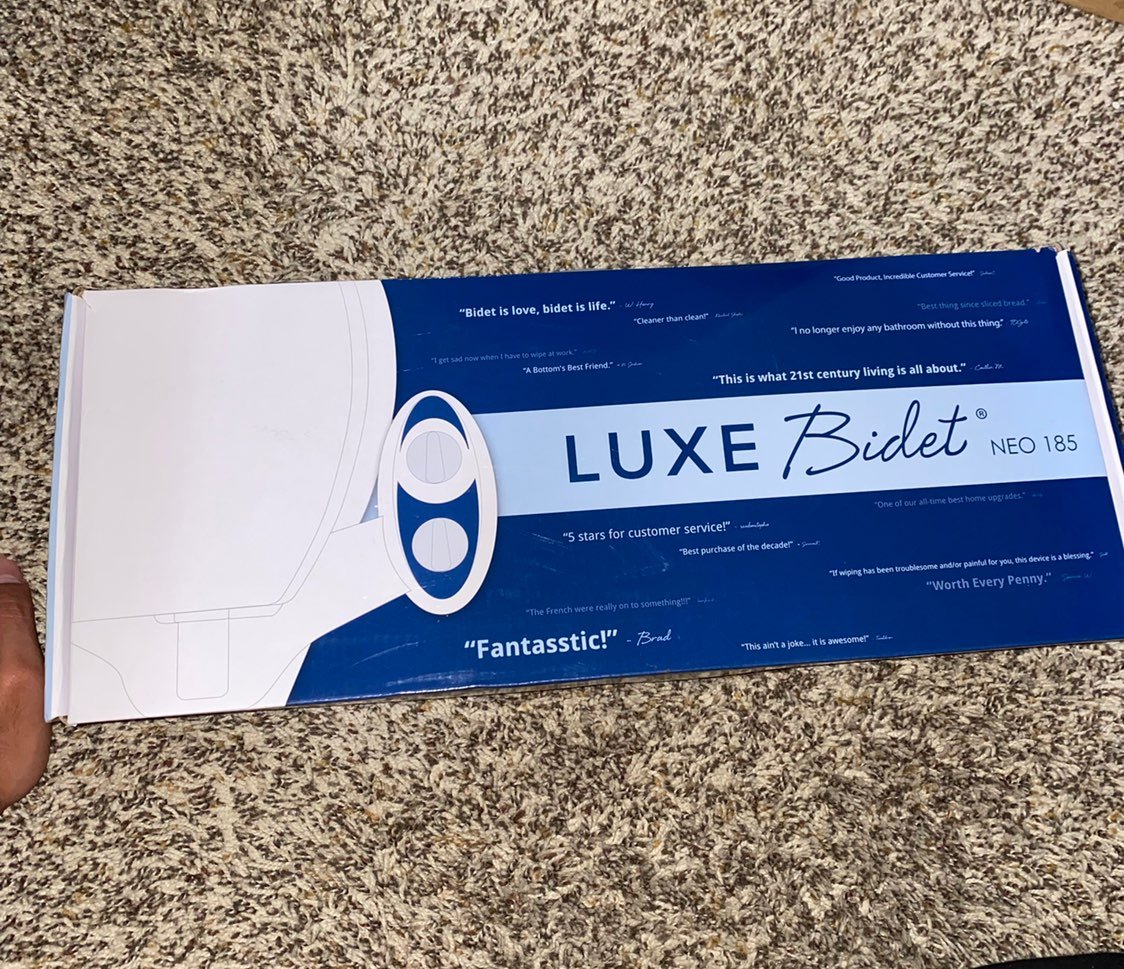 "Good Product, Incredible Customer Service!"
"Bidet is love, bidet is life." - W. Henry
"Best thing since sliced bread."
"Cleaner than clean!"
"I no longer enjoy any bathroom without this thing."
"I get sad now when I have to wipe at work."
"A Bottom's Best Friend."
"This is what 21st century living is all about." - Caitlin M.
LUXE Bidet® NEO 185
"One of our all-time best home upgrades."
"5 stars for customer service!"
"Best purchase of the decade!"
"If wiping has been troublesome and/or painful for you, this device is a blessing."
"Worth Every Penny."
"The French were really on to something!!!"
"Fantasstic!" - Brad
"This ain't a joke... it is awesome!"